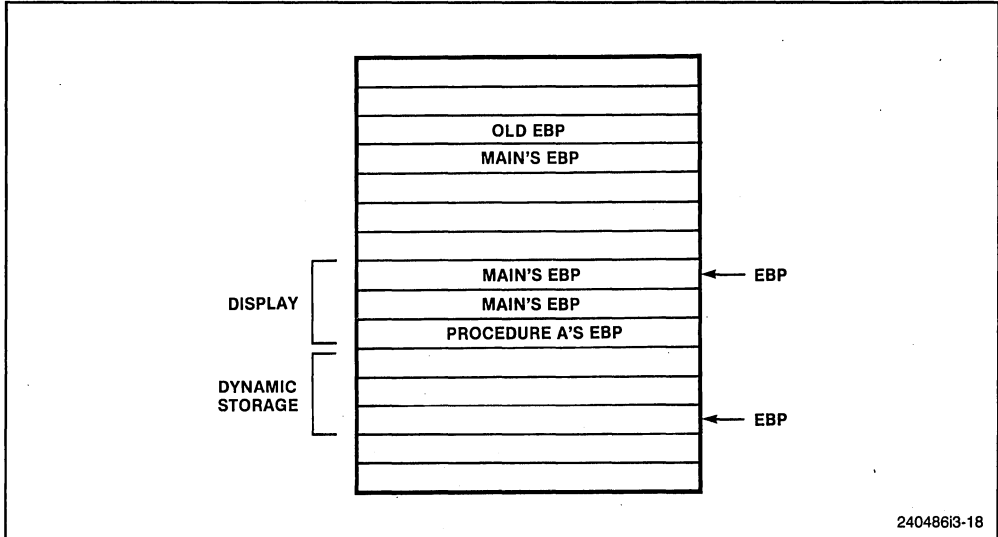 OLD EBP
MAIN'S EBP
MAIN'S EBP
EBP
DISPLAY
MAIN'S EBP
PROCEDURE A'S EBP
DYNAMIC
STORAGE
EBP
240486i3-18